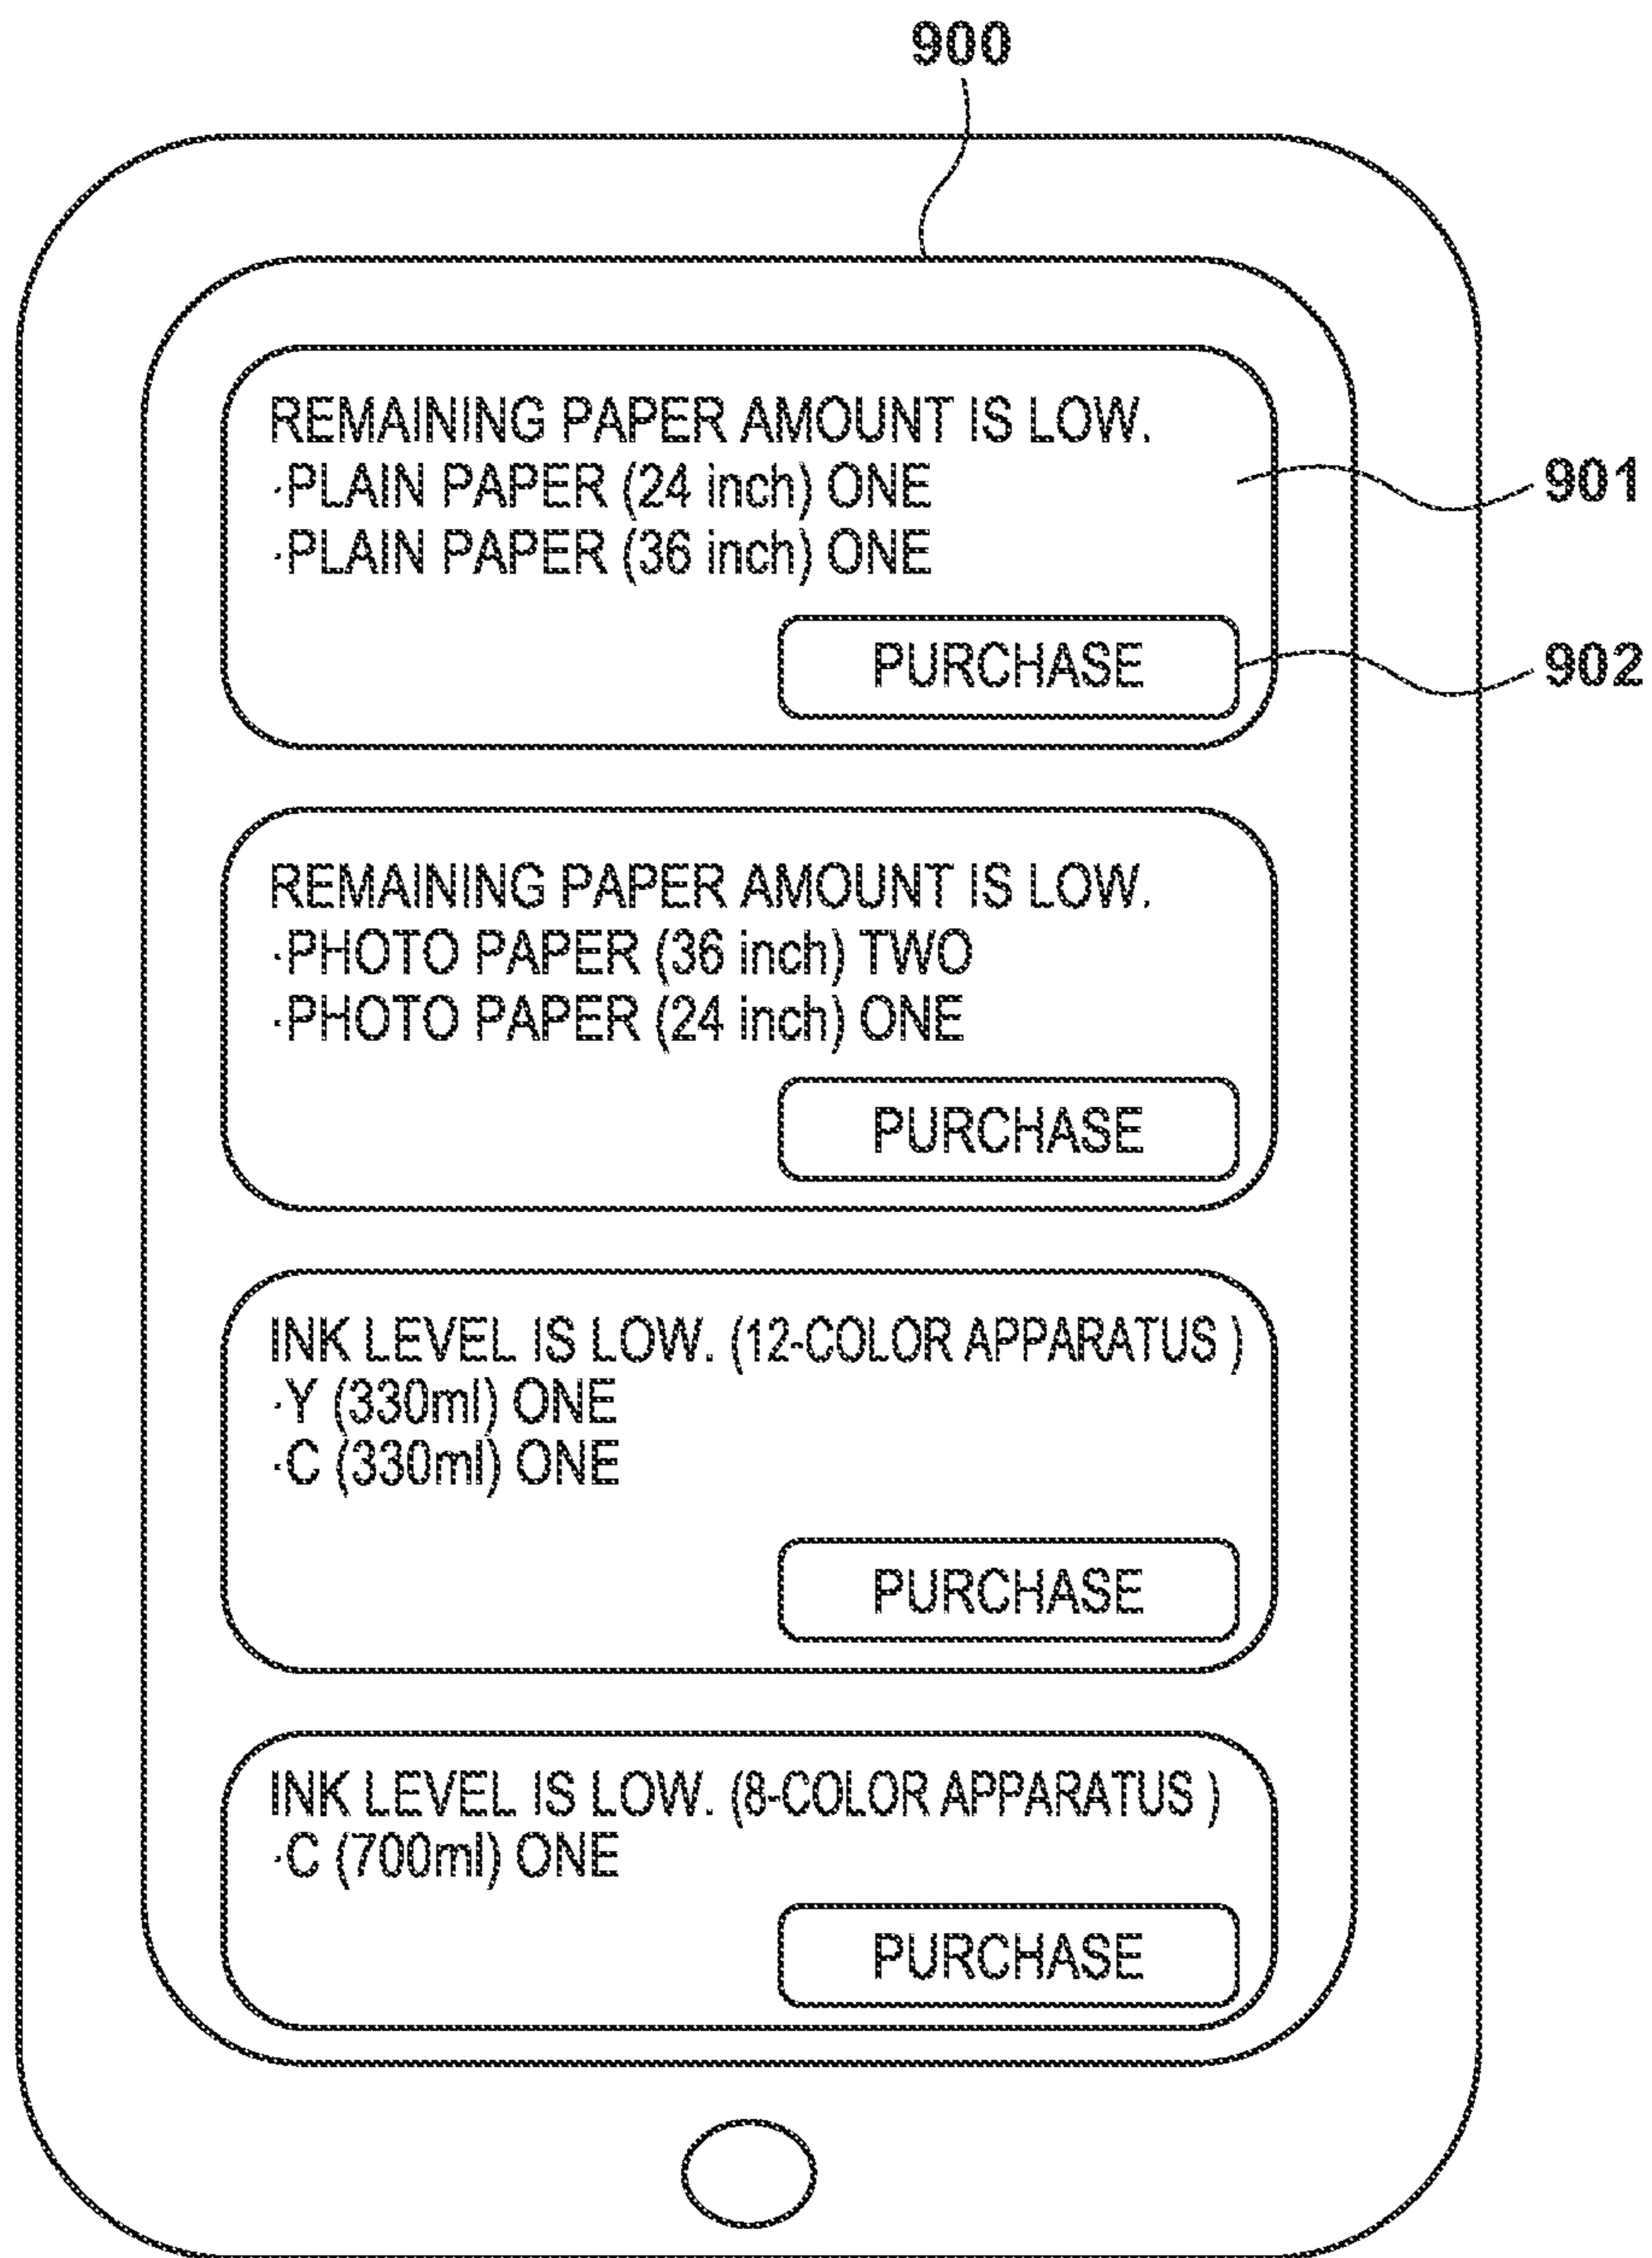 900
REMAINING PAPER AMOUNT IS LOW.
·PLAIN PAPER (24 inch) ONE
901
·PLAIN PAPER (36 inch) ONE
PURCHASE
902
REMAINING PAPER AMOUNT IS LOW.
·PHOTO PAPER (36 inch) TWO
·PHOTO PAPER (24 inch) ONE
PURCHASE
INK LEVEL IS LOW. (12-COLOR APPARATUS )
·Y (330ml) ONE
·C (330ml) ONE
PURCHASE
INK LEVEL IS LOW. (8-COLOR APPARATUS )
·C (700ml) ONE
PURCHASE